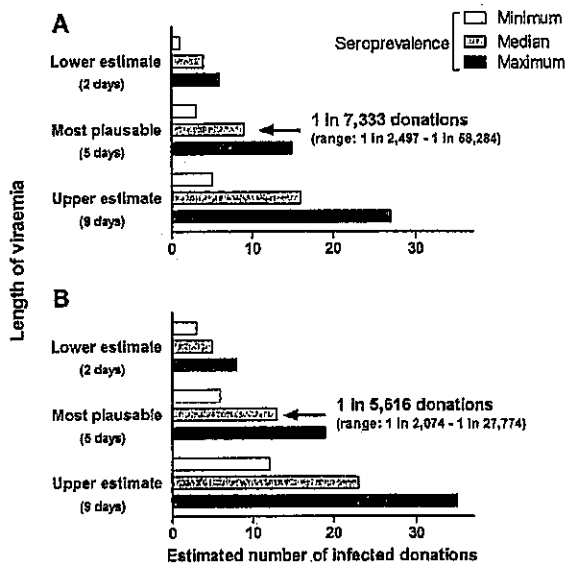 A
Seroprevalence
Minimum
Median
Maximum
Lower estimate
(2 days)
Most plausable
(5 days)
1 in 7,333 donations
(range: 1 in 2,497 - 1 in 58,284)
Upper estimate
(9 days)
0 10 20 30
Length of viraemia
B
Lower estimate
(2 days)
Most plausable
(5 days)
1 in 5,616 donations
(range: 1 in 2,074 - 1 in 27,774)
Upper estimate
(9 days)
0 10 20 30
Estimated number of infected donations